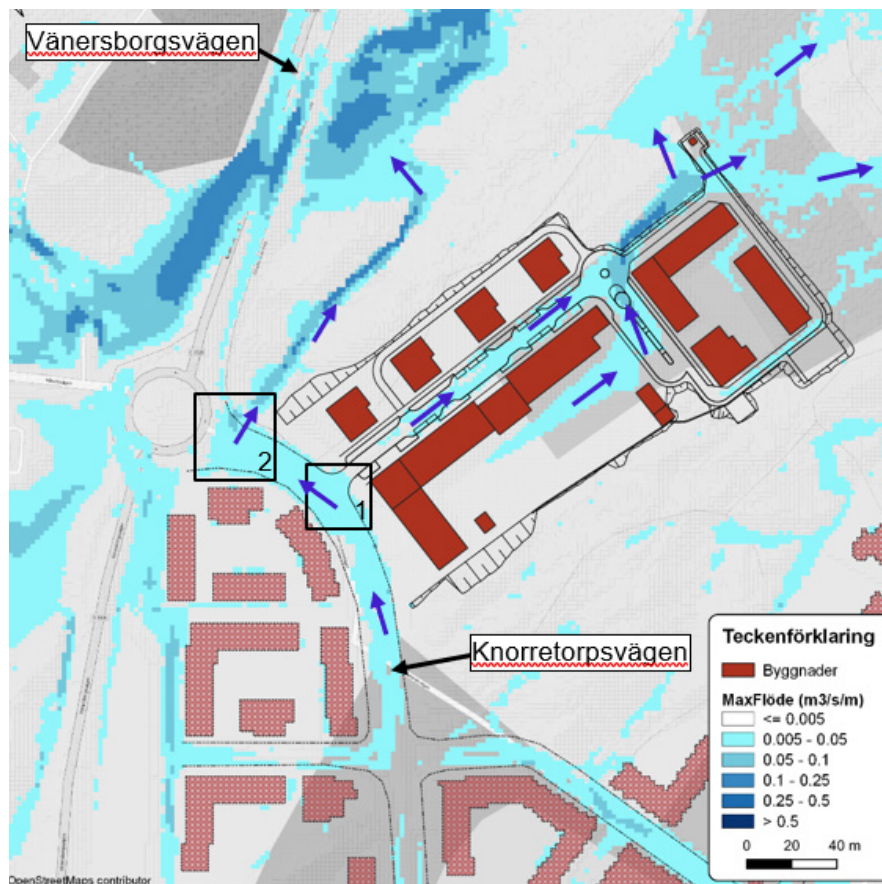 Vänersborgsvägen
2
1
Knorretorpsvägen
Teckenförklaring
Byggnader
MaxFlöde (m3/s/m)
<= 0.005
0.005 - 0.05
0.05 - 0.1
0.1 - 0.25
0.25 - 0.5
> 0.5
0 20 40 m
OpenStreetMaps contributor